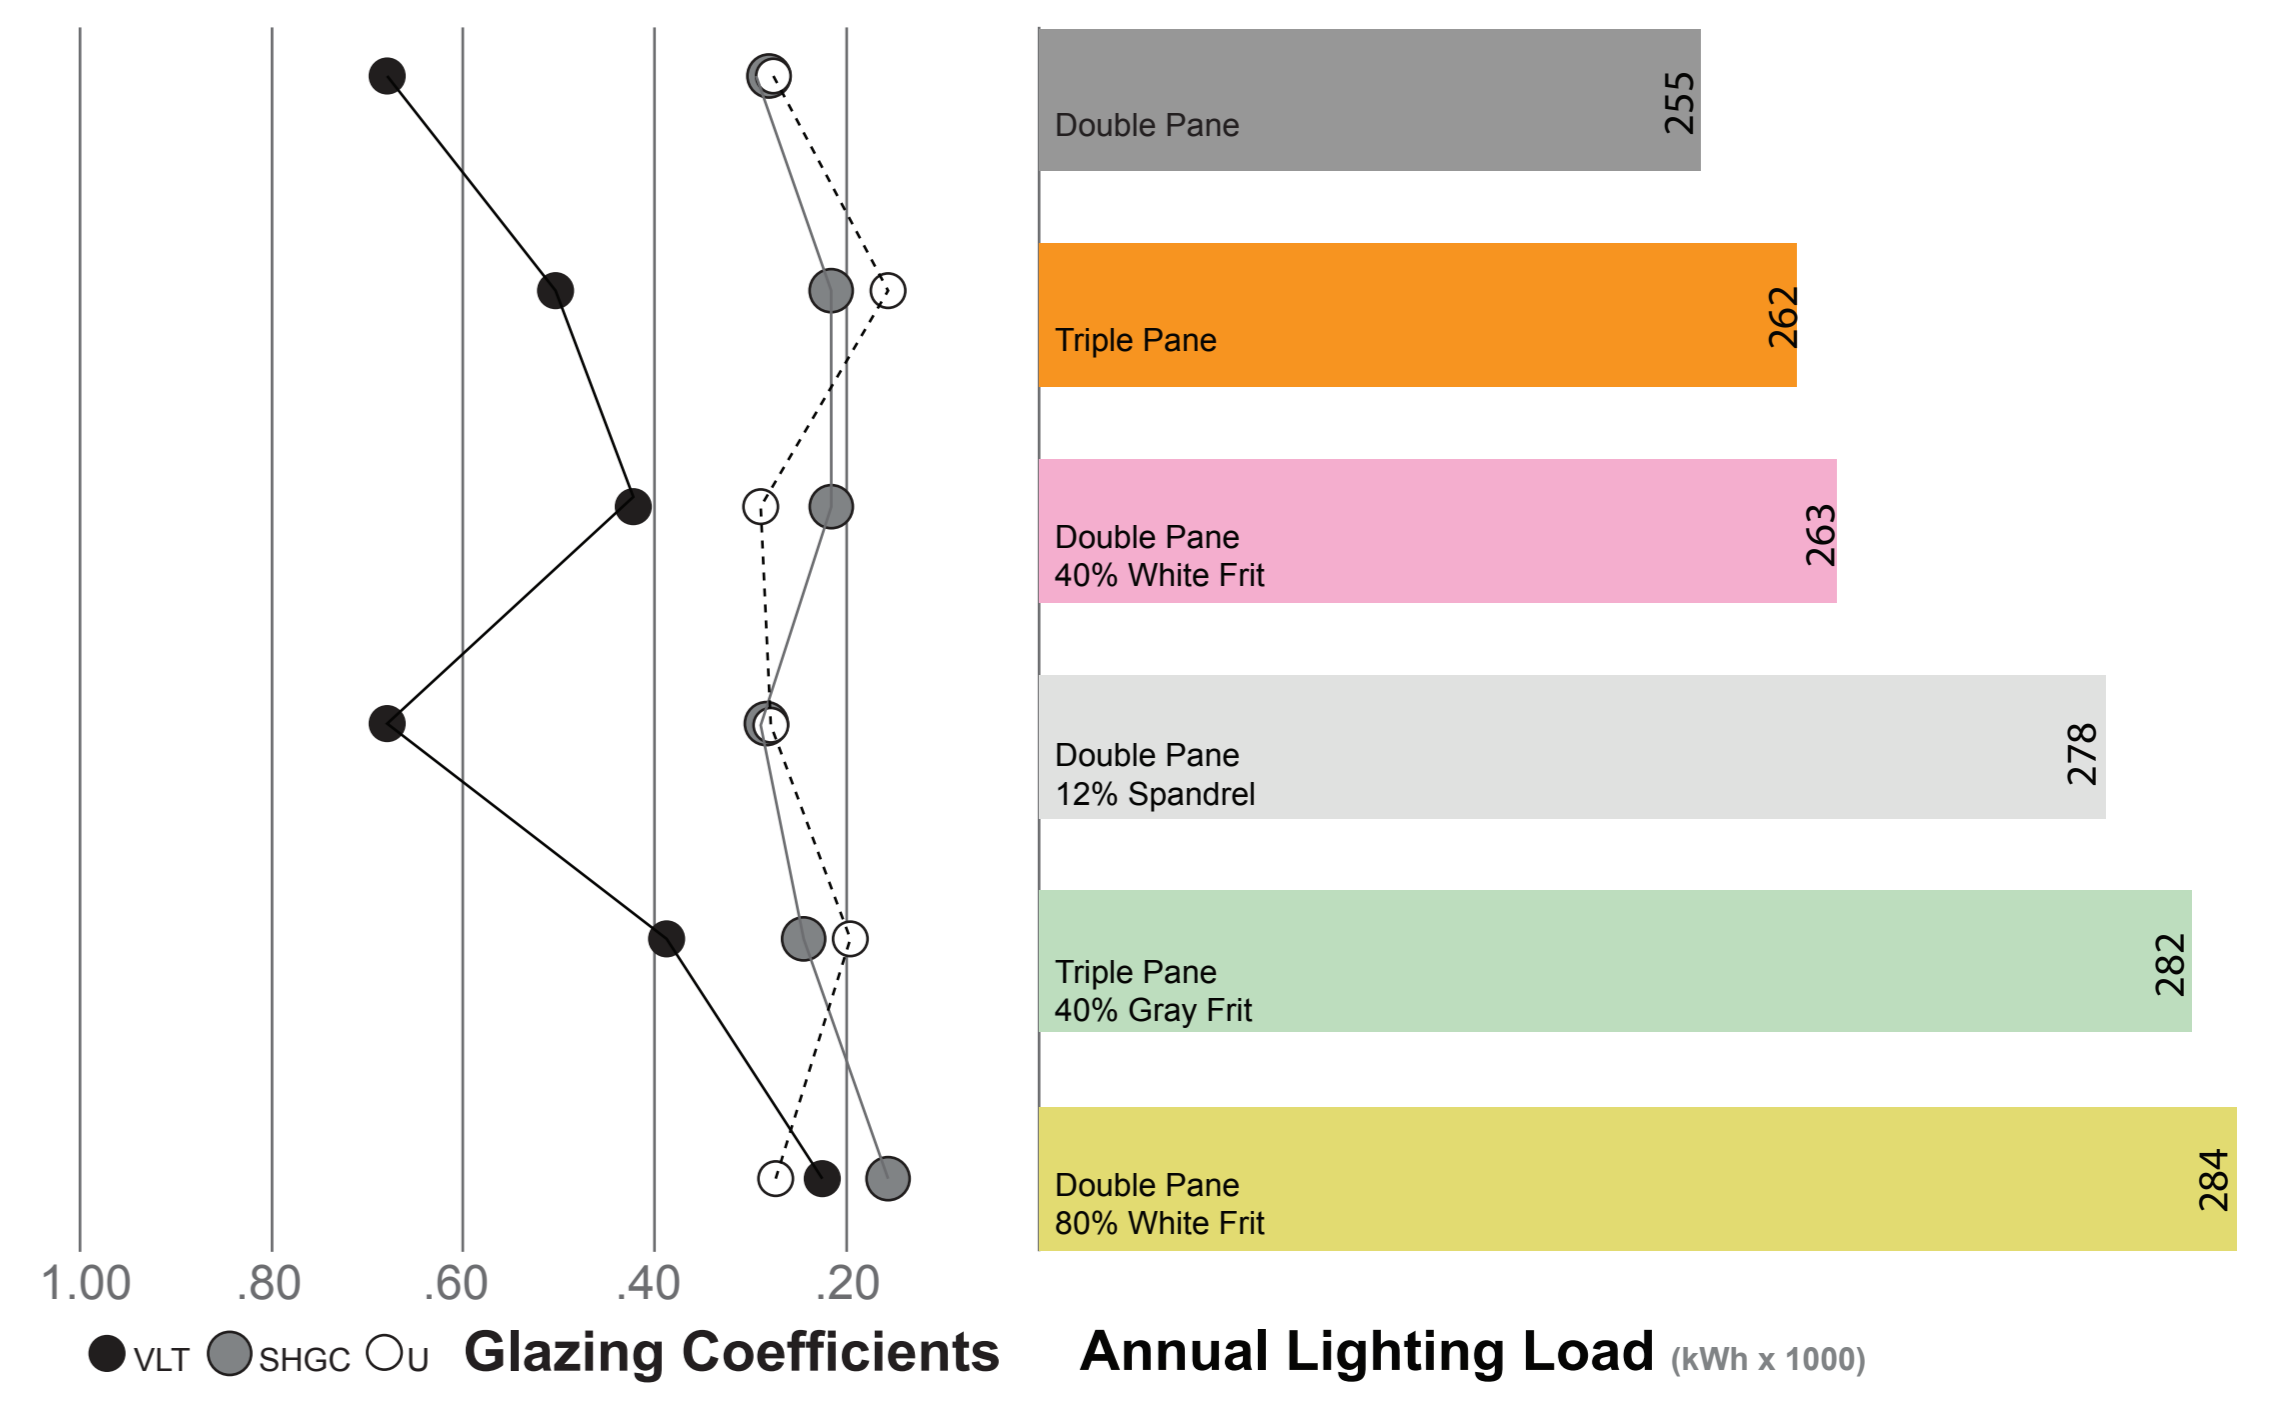 Double Pane
255
Triple Pane
262
Double Pane
40% White Frit
263
Double Pane
12% Spandrel
278
Triple Pane
40% Gray Frit
282
Double Pane
80% White Frit
284
1.00 .80 .60 .40 .20
VLT SHGC U Glazing Coefficients Annual Lighting Load (kWh x 1000)